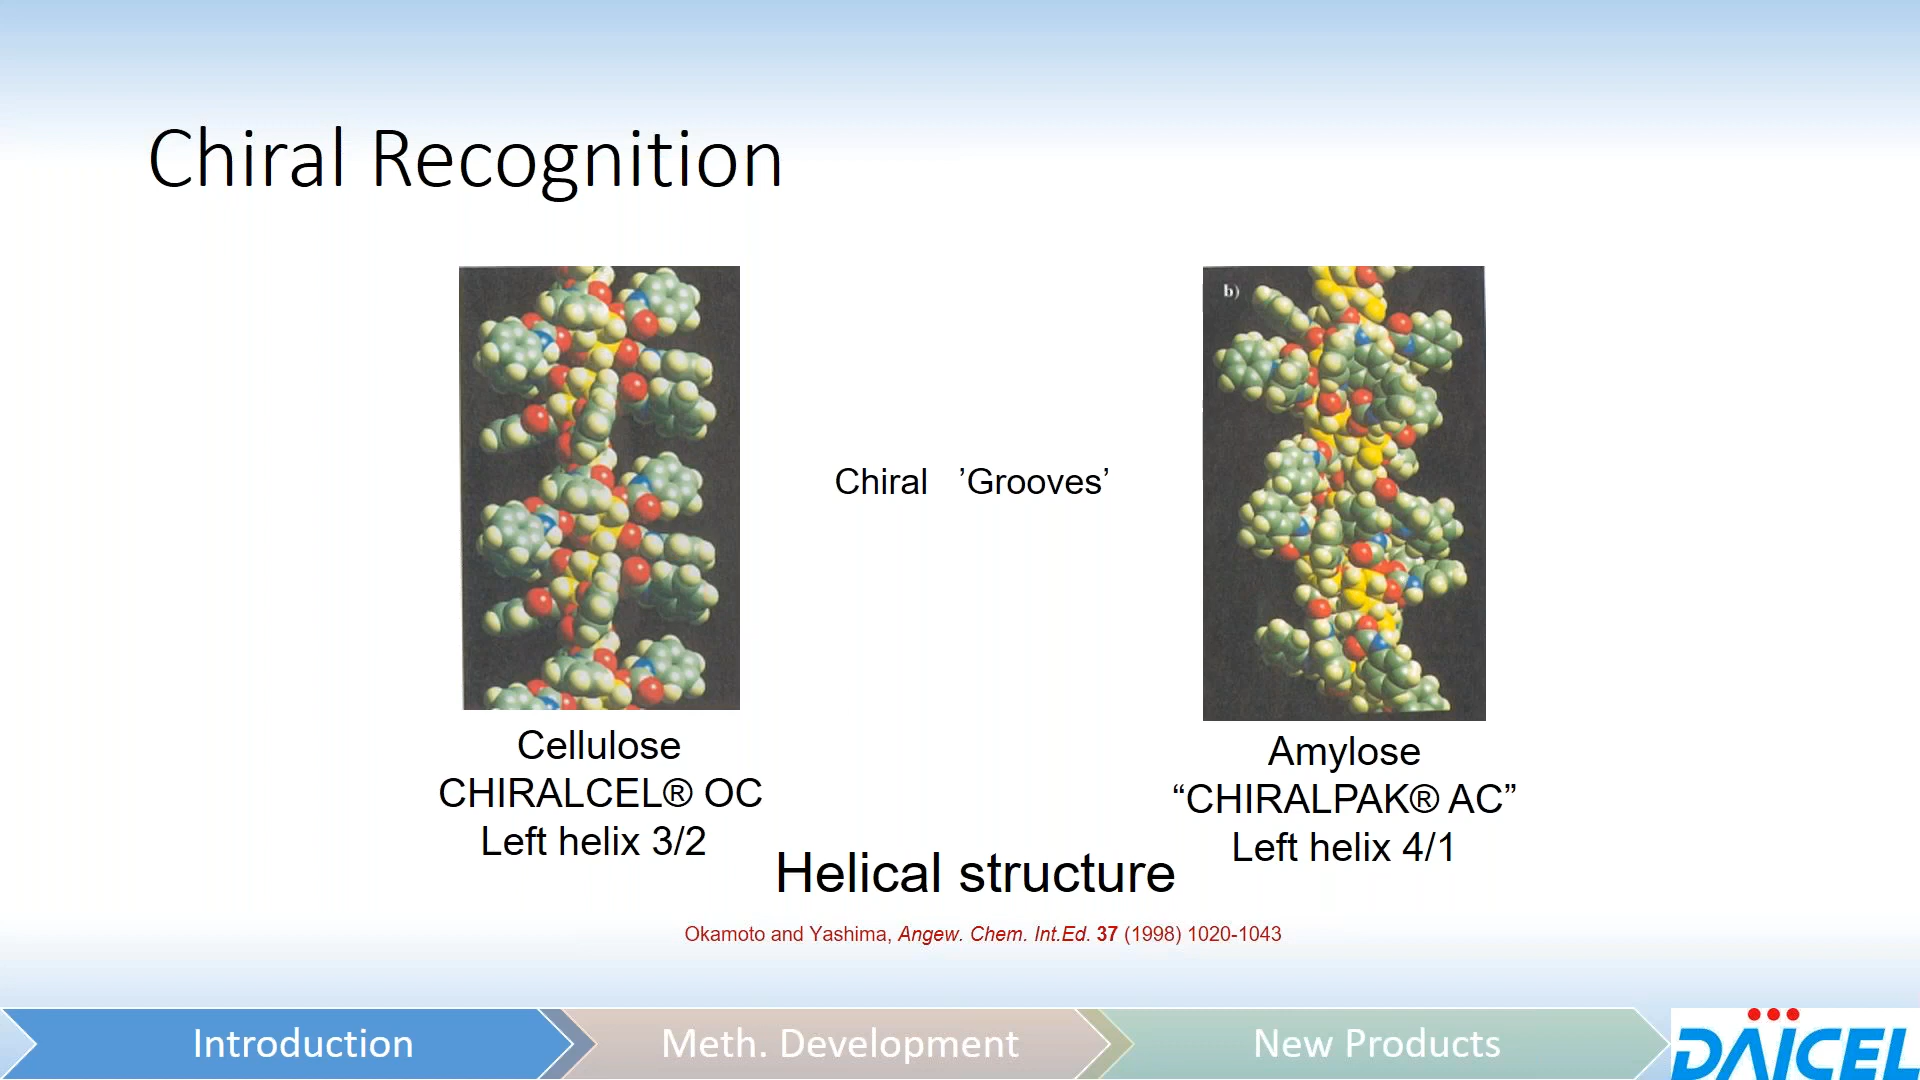 Chiral Recognition
b)
Chiral ’Grooves’
Cellulose
CHIRALCEL® OC
Left helix 3/2
Amylose
“CHIRALPAK® AC”
Left helix 4/1
Helical structure
Okamoto and Yashima, Angew. Chem. Int.Ed. 37 (1998) 1020-1043
Introduction
Meth. Development
New Products
DAICEL